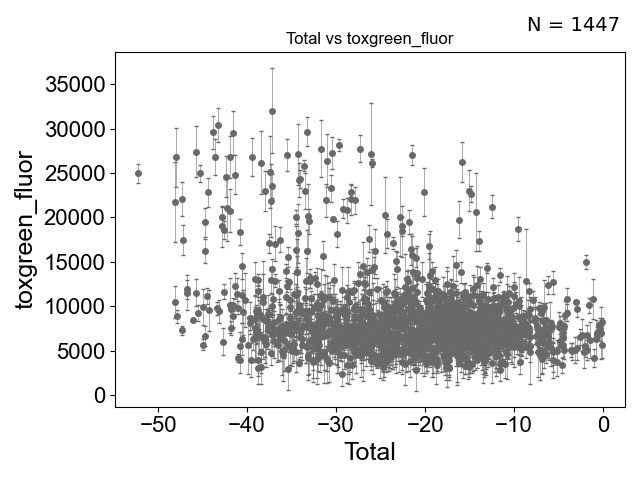 N = 1447
Total vs toxgreen_fluor
toxgreen_fluor
35000
30000
25000
20000
15000
10000
5000
0
−50 −40 −30 −20 −10 0
Total